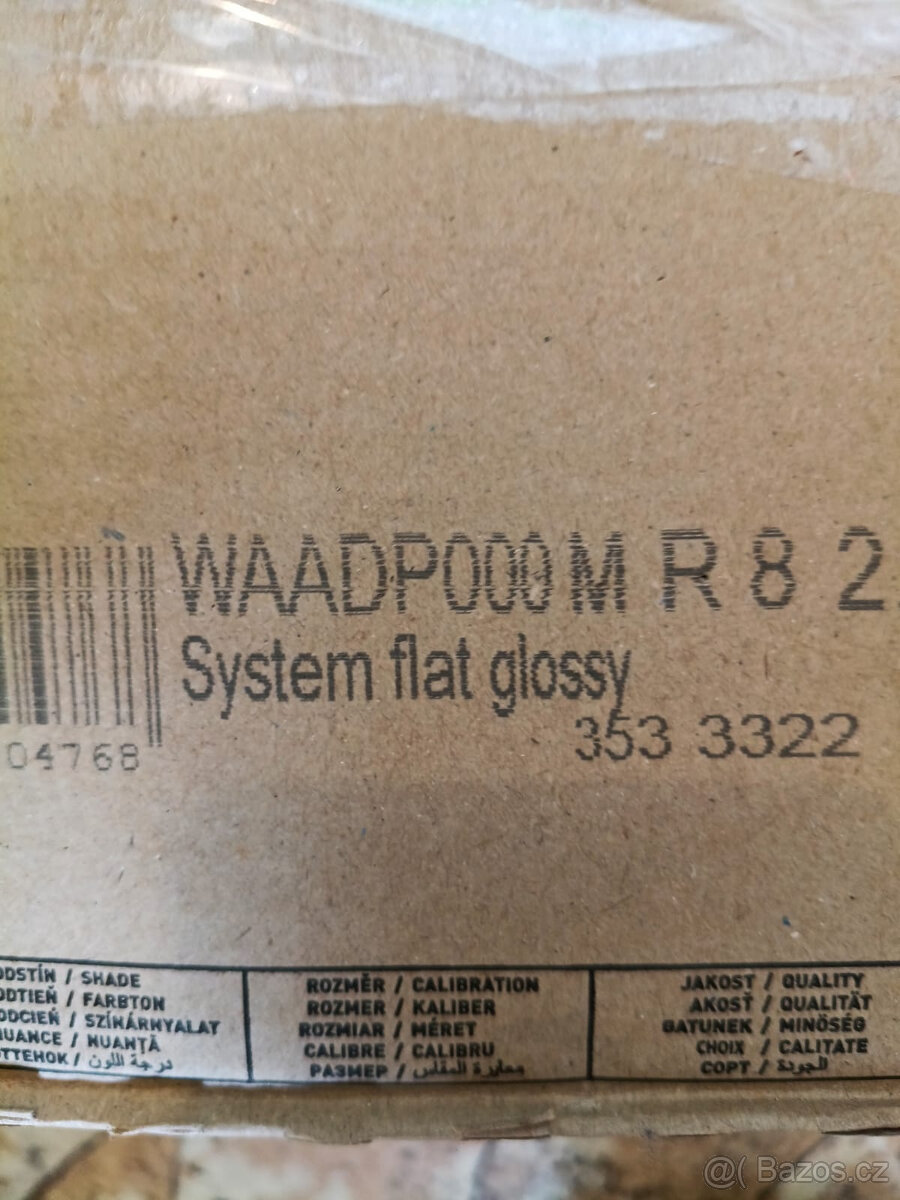 WAADP000 M R 8 2
System flat glossy
353 3322
04768
ODSTÍN / SHADE
ODTIEŇ / FARBTON
ODCIEŃ / SZÍNÁRNYALAT
NUANCE / NUANȚĂ
ОТТЕНОК / درجة اللون
ROZMĚR / CALIBRATION
ROZMER / KALIBER
ROZMIAR / MÉRET
CALIBRE / CALIBRU
РАЗМЕР / معايرة المقاس
JAKOST / QUALITY
AKOSŤ / QUALITÄT
GATUNEK / MINŐSÉG
CHOIX / CALITATE
СОРТ / الجودة
@( Bazos.cz